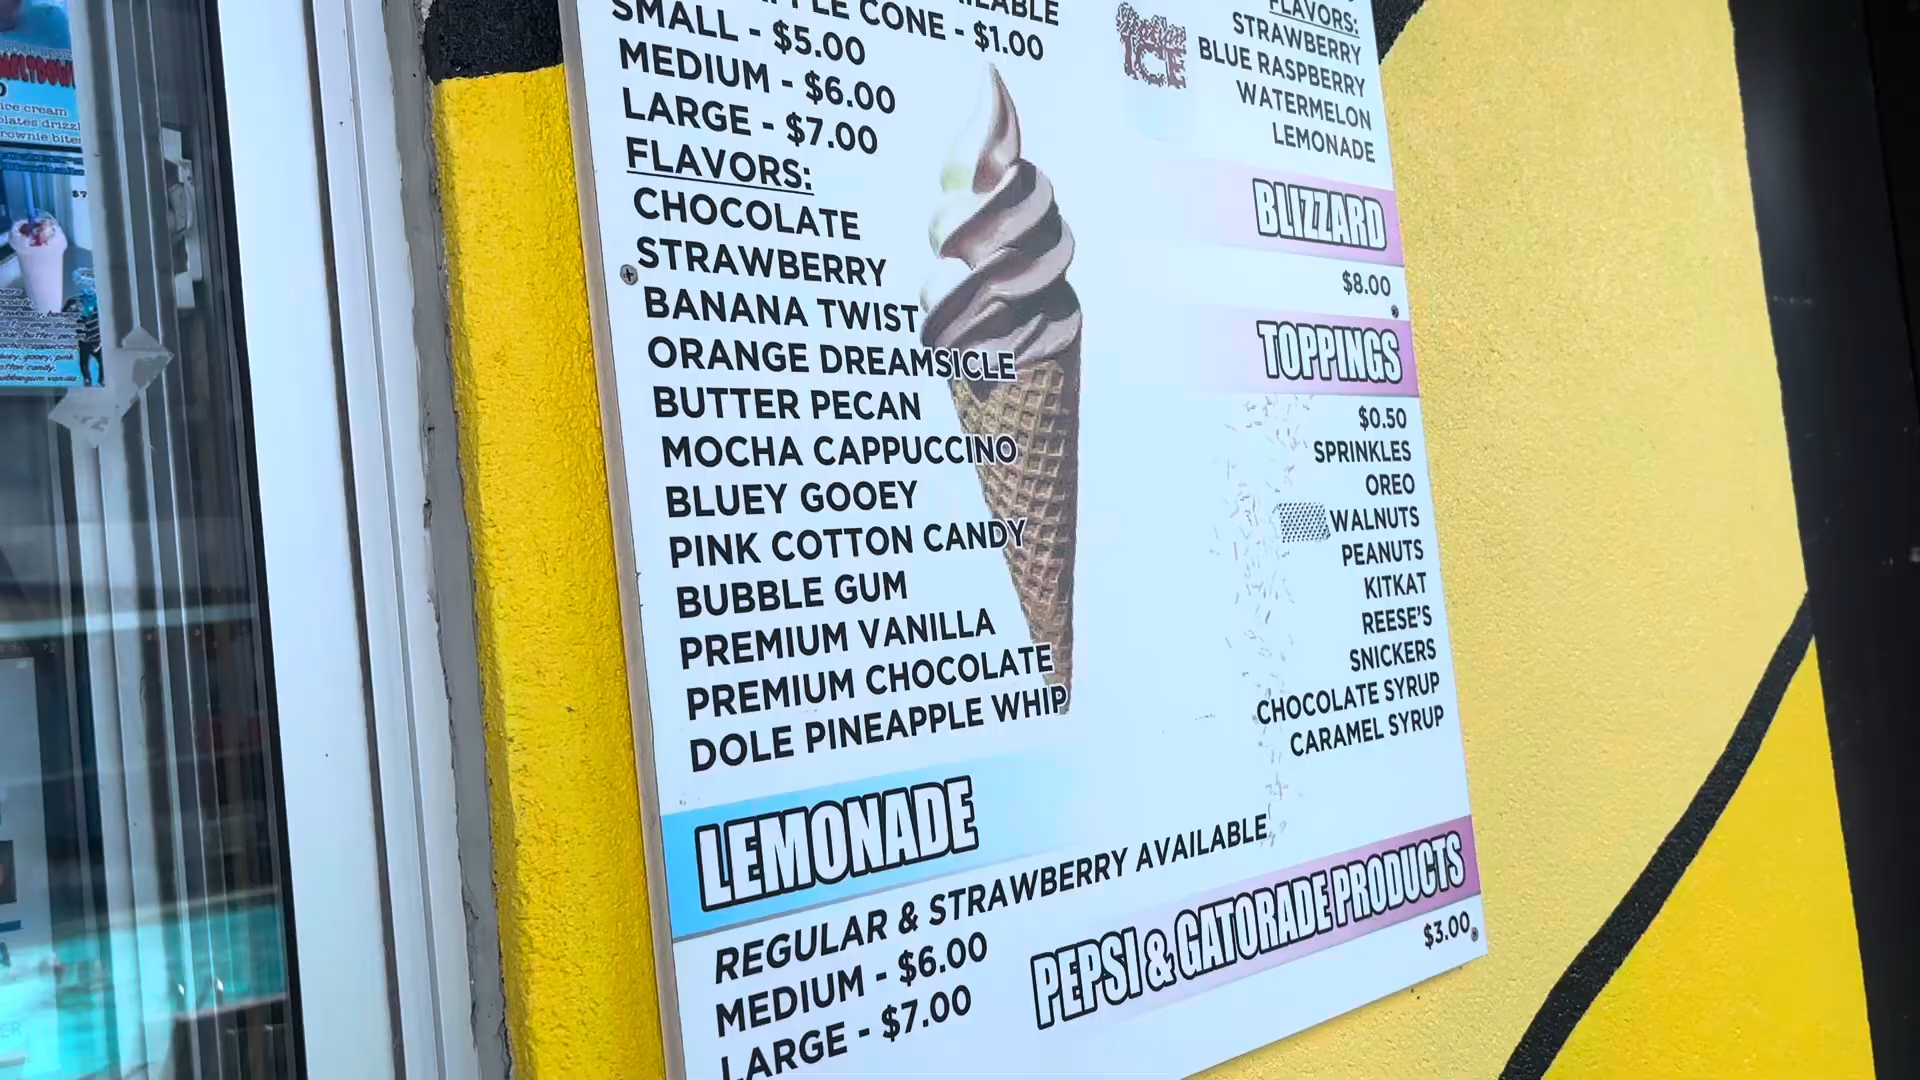 CONE - $1.00
SMALL - $5.00
MEDIUM - $6.00
LARGE - $7.00
FLAVORS:
CHOCOLATE
STRAWBERRY
BANANA TWIST
ORANGE DREAMSICLE
BUTTER PECAN
MOCHA CAPPUCCINO
BLUEY GOOEY
PINK COTTON CANDY
BUBBLE GUM
PREMIUM VANILLA
PREMIUM CHOCOLATE
DOLE PINEAPPLE WHIP
LEMONADE
REGULAR & STRAWBERRY AVAILABLE
MEDIUM - $6.00
LARGE - $7.00
ICE
FLAVORS:
STRAWBERRY
BLUE RASPBERRY
WATERMELON
LEMONADE
BLIZZARD
$8.00
TOPPINGS
$0.50
SPRINKLES
OREO
WALNUTS
PEANUTS
KITKAT
REESE'S
SNICKERS
CHOCOLATE SYRUP
CARAMEL SYRUP
PEPSI & GATORADE PRODUCTS
$3.00
ice cream